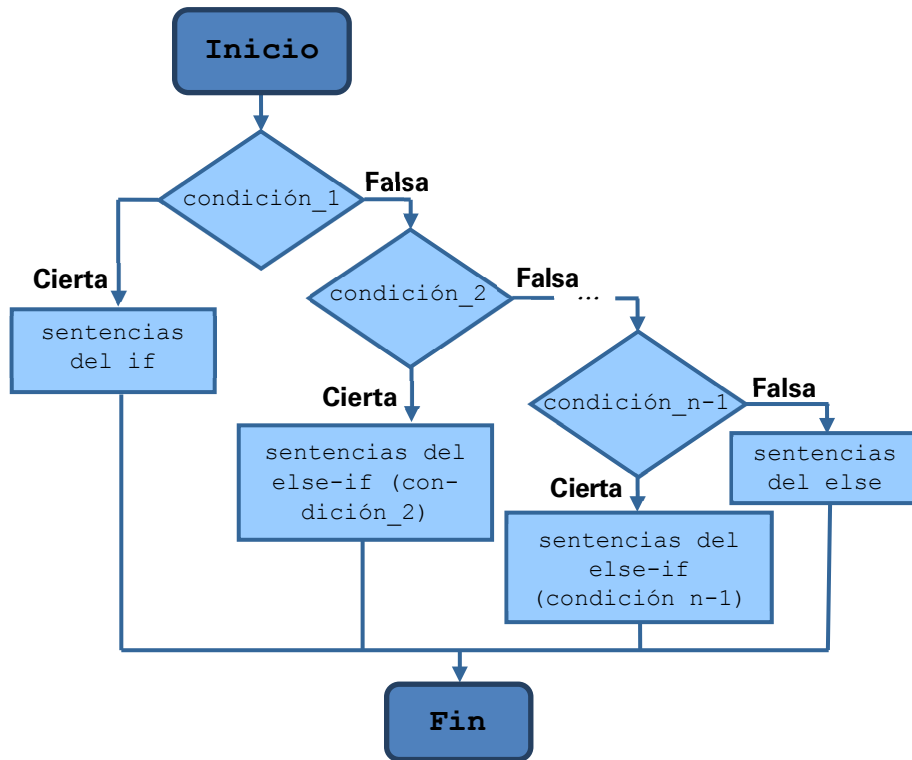 Inicio
condición_1
Falsa
Cierta
sentencias
del if
condición_2
Falsa
...
Cierta
sentencias del
else-if (con-
dición_2)
condición_n-1
Falsa
Cierta
sentencias del
else-if
(condición n-1)
sentencias
del else
Fin